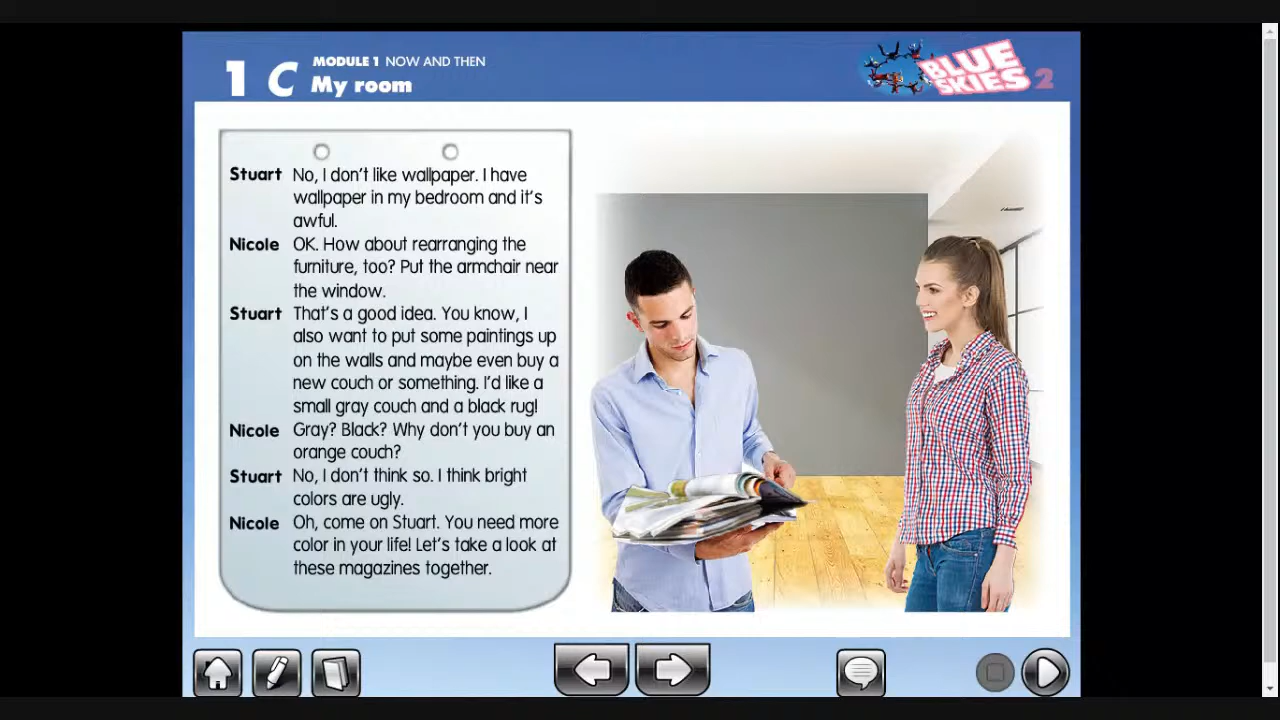 1 C
MODULE 1 NOW AND THEN
My room
BLUE
SKIES 2
Stuart No, I don't like wallpaper. I have
wallpaper in my bedroom and it's
awful.
Nicole OK. How about rearranging the
furniture, too? Put the armchair near
the window.
Stuart That's a good idea. You know, I
also want to put some paintings up
on the walls and maybe even buy a
new couch or something. I'd like a
small gray couch and a black rug!
Nicole Gray? Black? Why don't you buy an
orange couch?
Stuart No, I don't think so. I think bright
colors are ugly.
Nicole Oh, come on Stuart. You need more
color in your life! Let's take a look at
these magazines together.